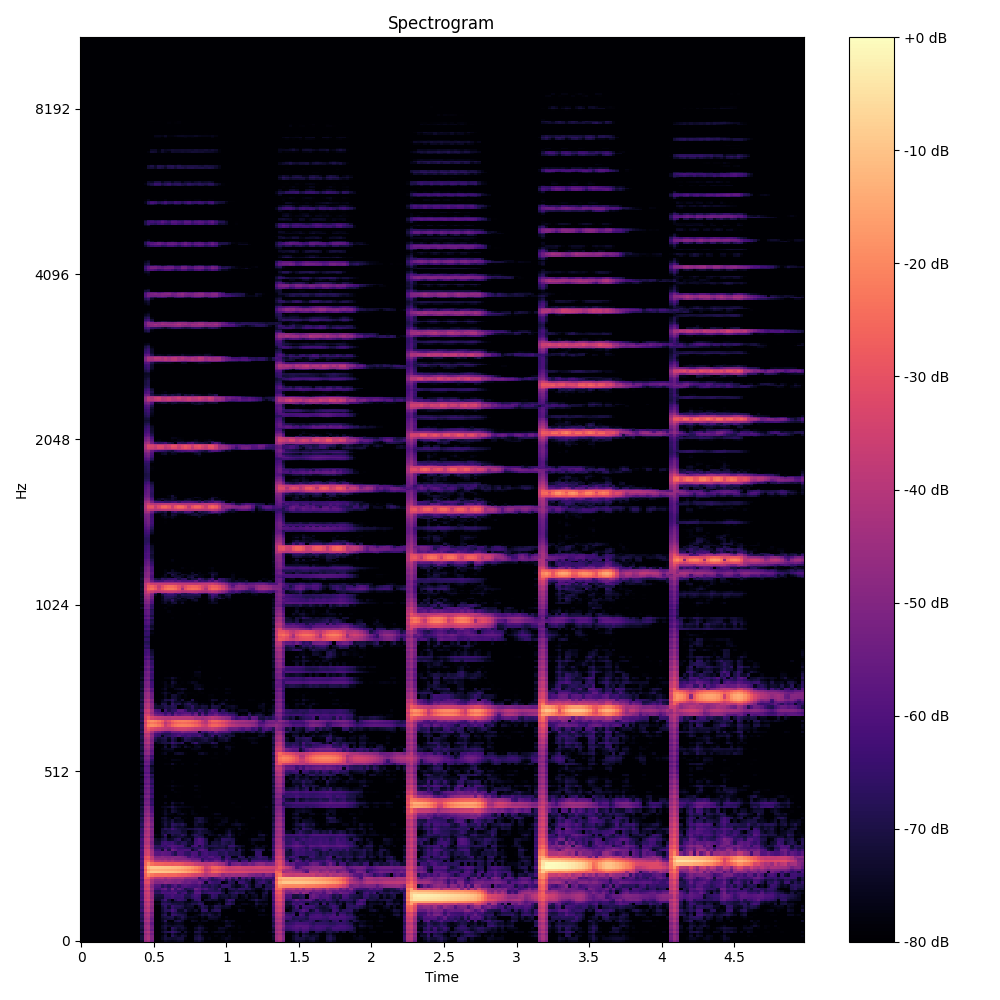 Spectrogram
8192
4096
2048
1024
512
0
Hz
0 0.5 1 1.5 2 2.5 3 3.5 4 4.5
Time
+0 dB
-10 dB
-20 dB
-30 dB
-40 dB
-50 dB
-60 dB
-70 dB
-80 dB